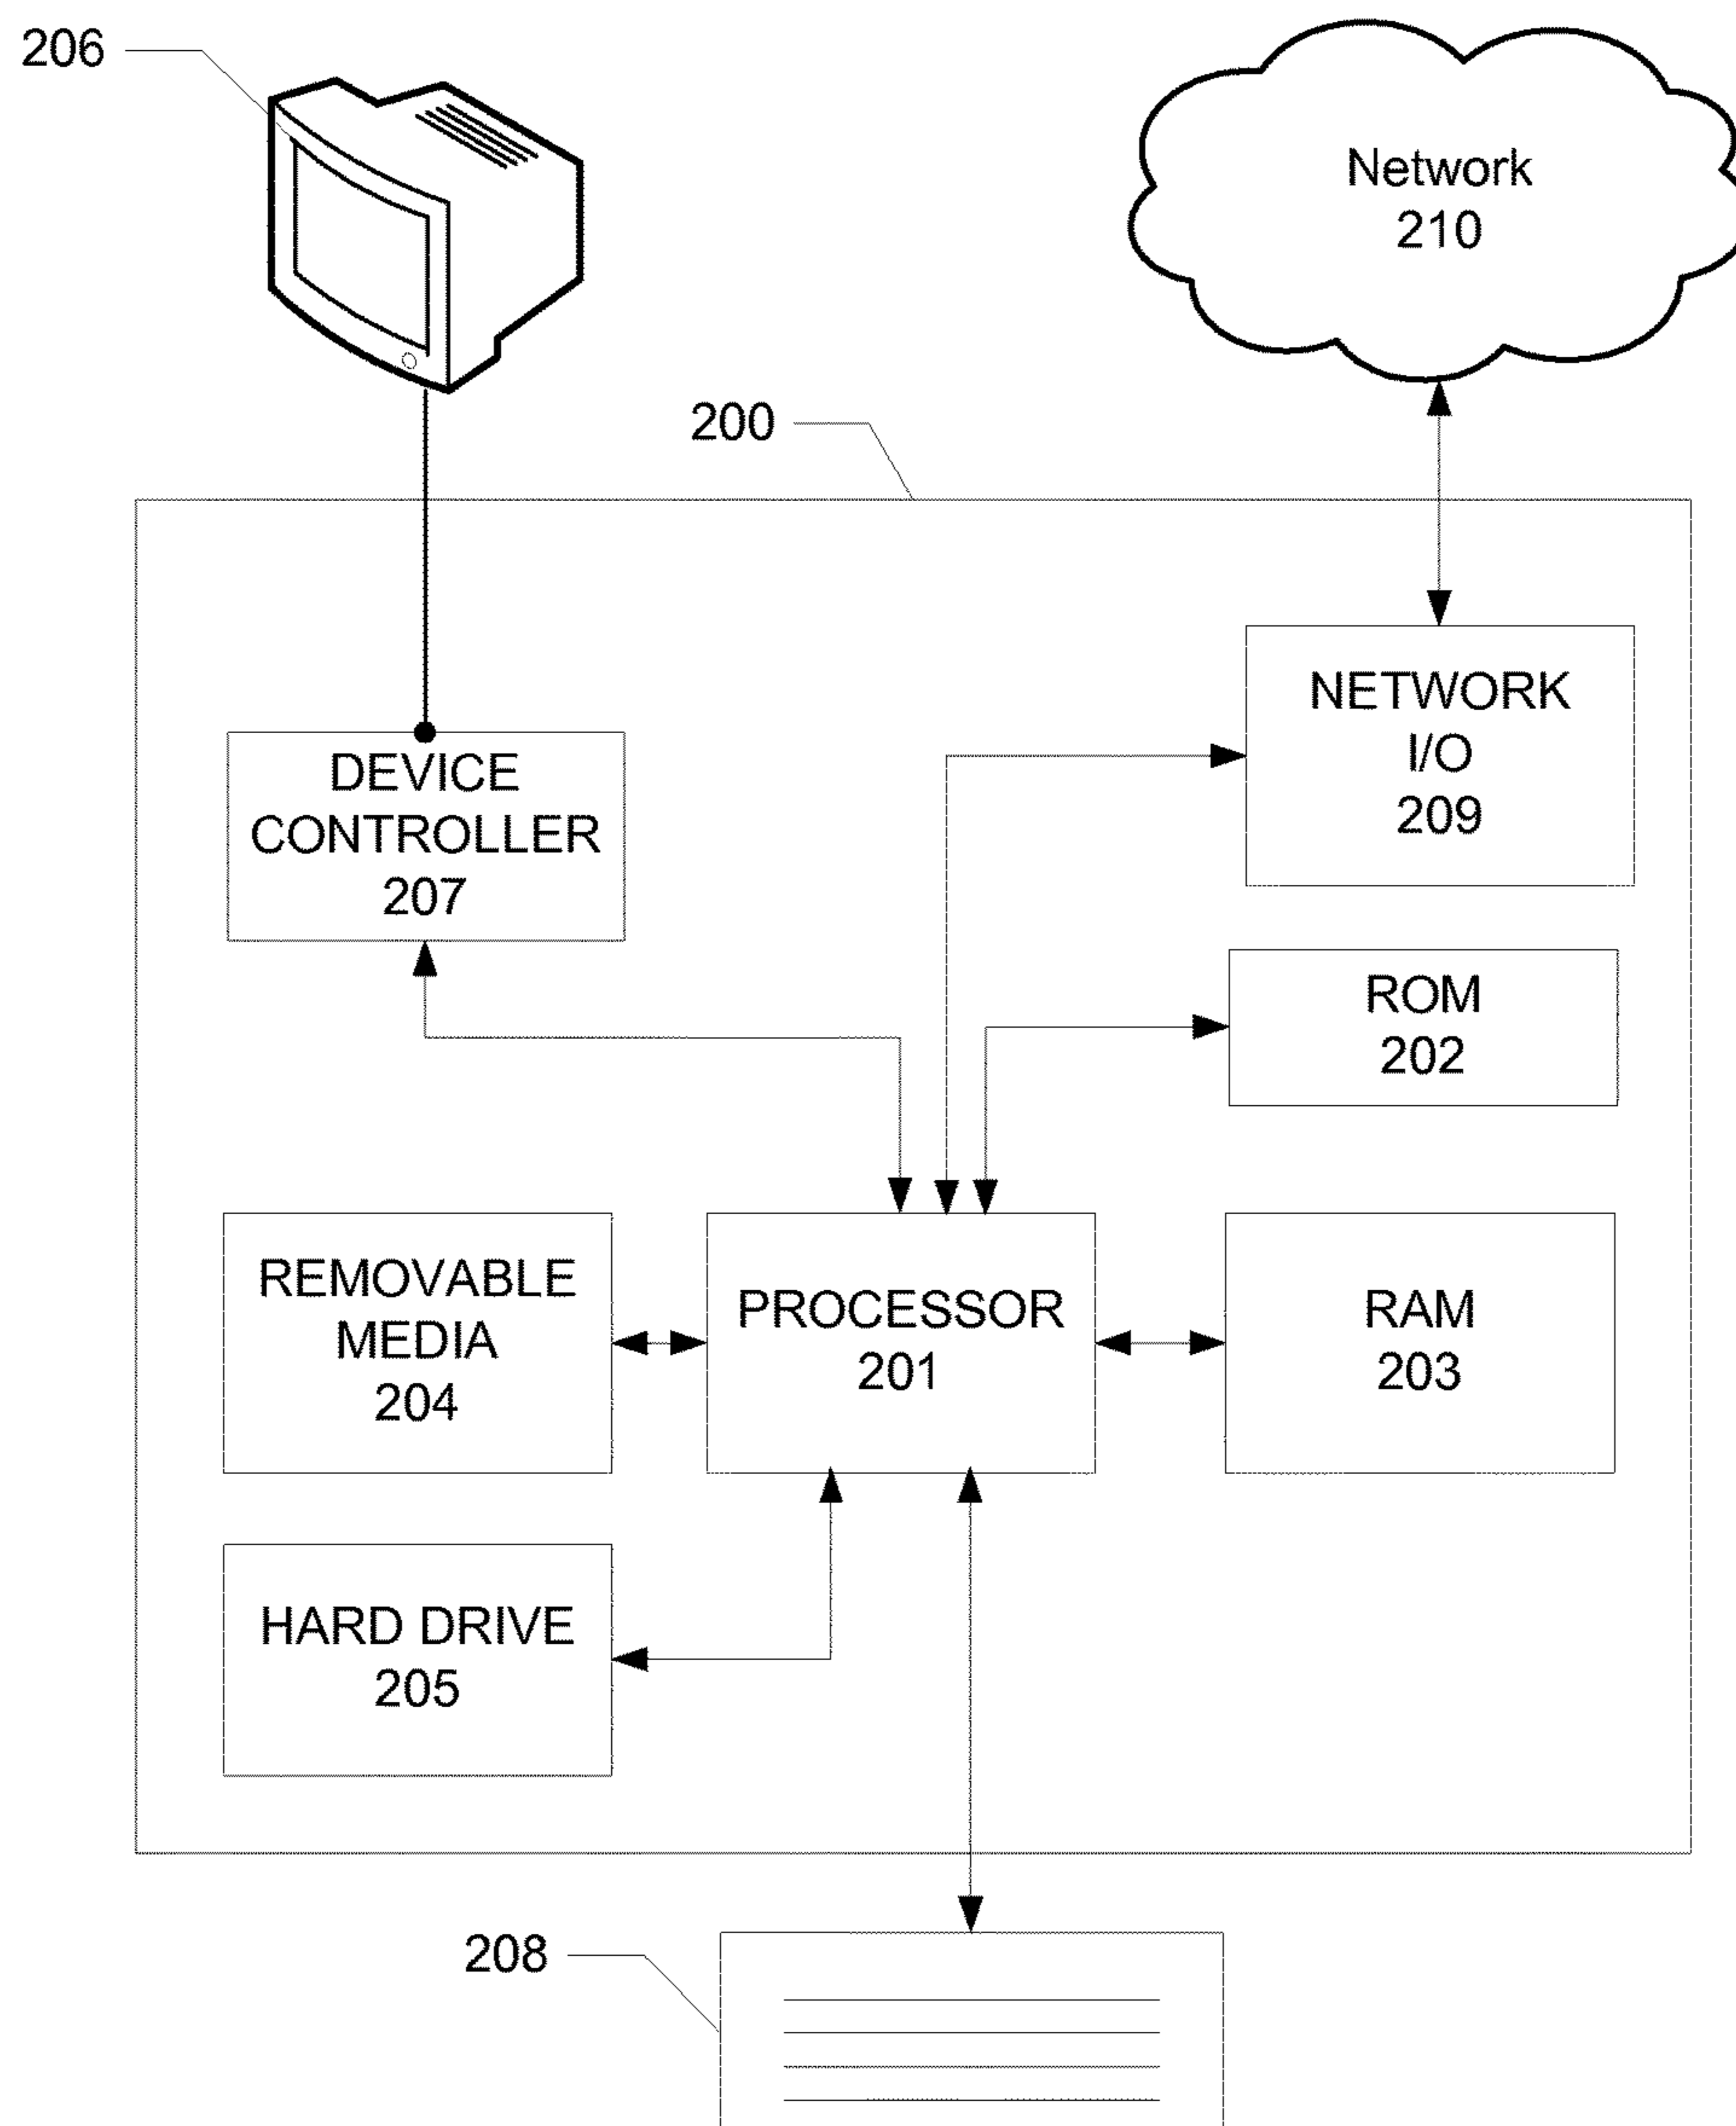 206
Network
210
200
NETWORK
I/O
209
DEVICE
CONTROLLER
207
ROM
202
REMOVABLE
MEDIA
204
PROCESSOR
201
RAM
203
HARD DRIVE
205
208